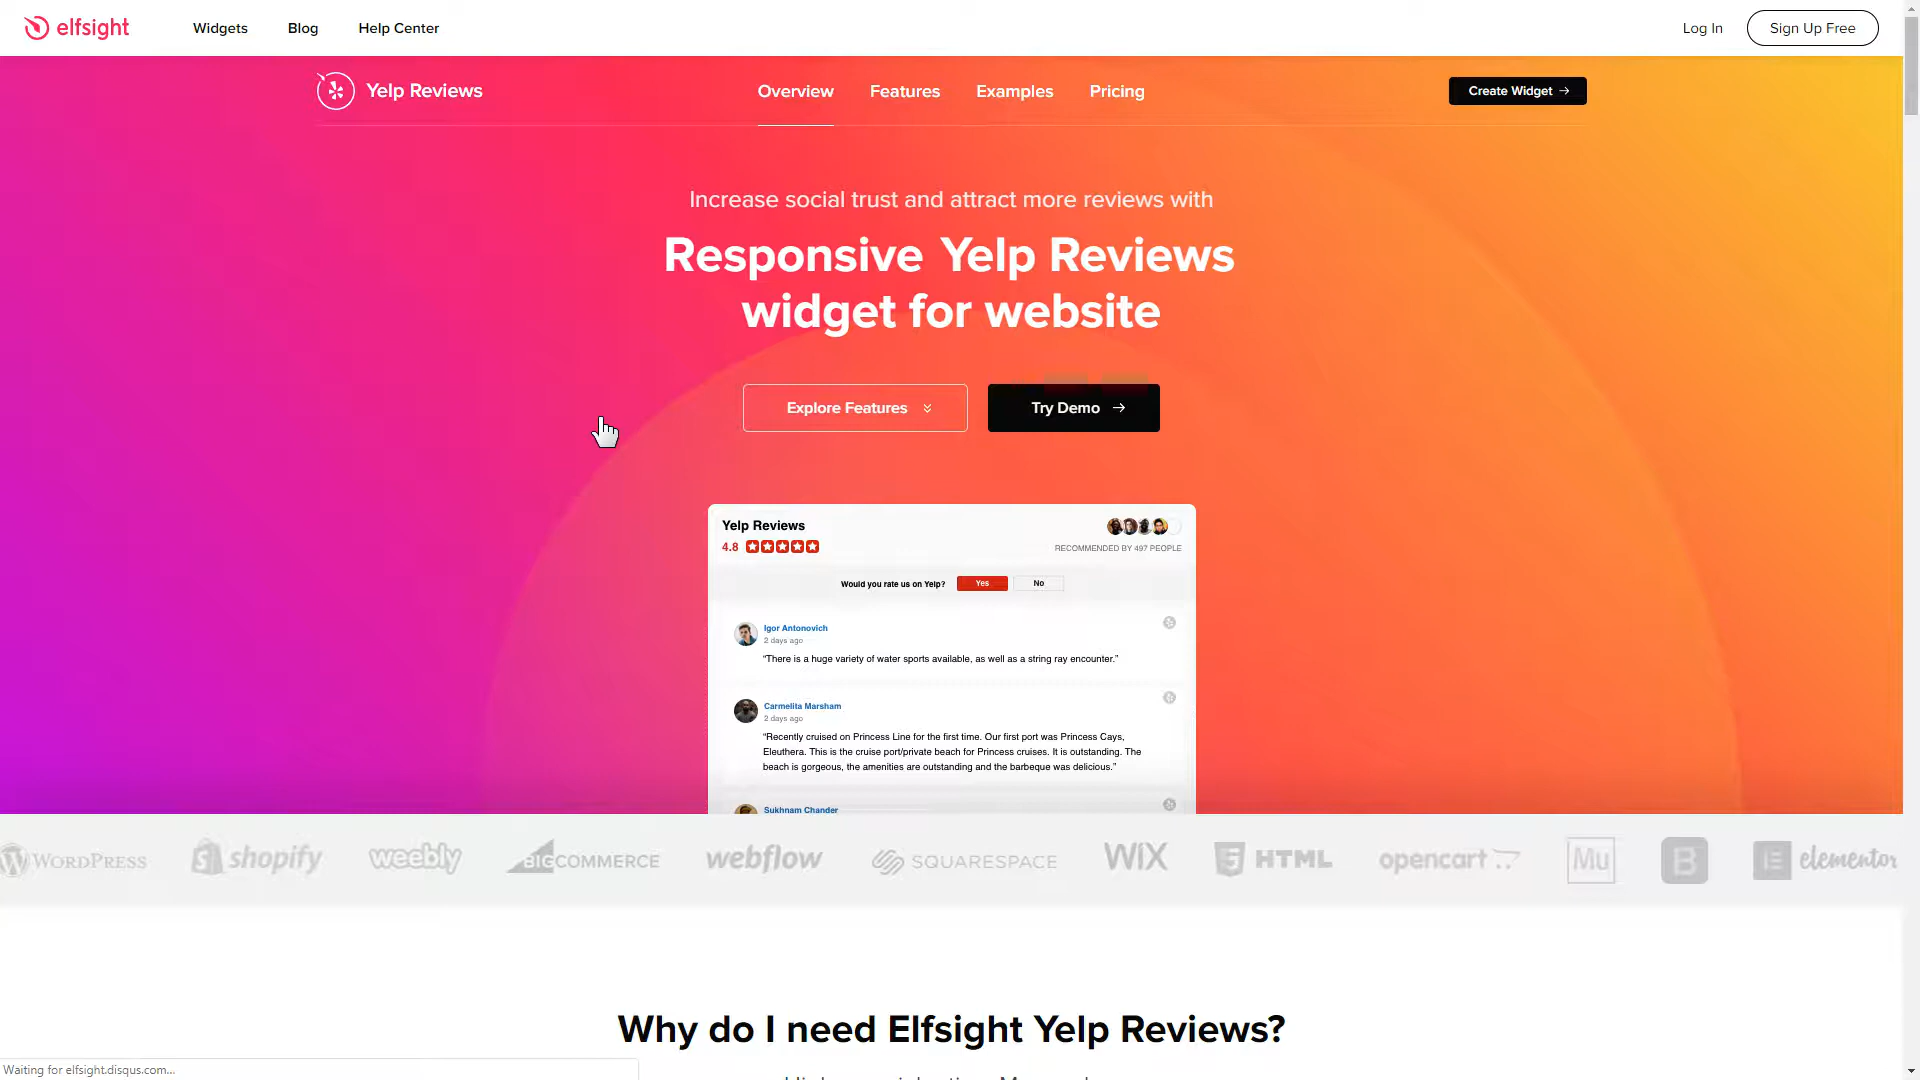 elfsight
Widgets
Blog
Help Center
Log In
Sign Up Free
Yelp Reviews
Overview
Features
Examples
Pricing
Create Widget
Increase social trust and attract more reviews with
Responsive Yelp Reviews
widget for website
Explore Features
Try Demo
Yelp Reviews
4.8
RECOMMENDED BY 497 PEOPLE
Would you rate us on Yelp?
Yes
No
Igor Antonovich
2 days ago
“There is a huge variety of water sports available, as well as a string ray encounter.”
Carmelita Marsham
2 days ago
“Recently cruised on Princess Line for the first time. Our first port was Princess Cays,
Eleuthera. This is the cruise port/private beach for Princess cruises. It is outstanding. The
beach is gorgeous, the amenities are outstanding and the barbeque was delicious.”
Sukhnam Chander
WORDPRESS
shopify
weebly
BIGCOMMERCE
webflow
SQUARESPACE
WIX
HTML
opencart
Mu
B
elementor
Why do I need Elfsight Yelp Reviews?
Waiting for elfsight.disqus.com...